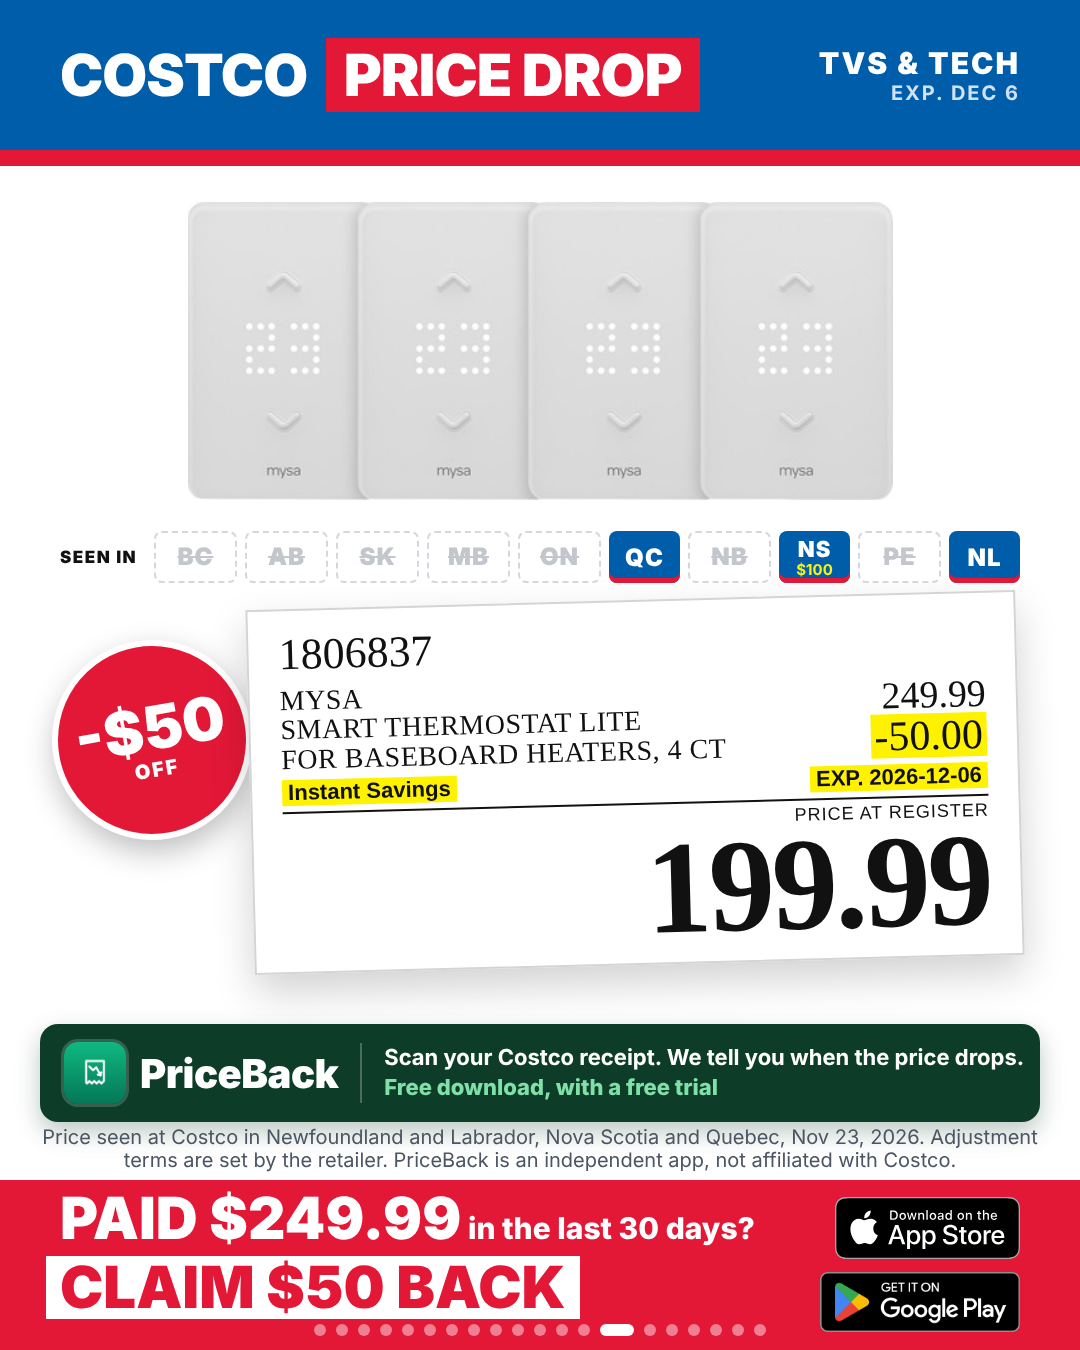 COSTCO PRICE DROP
TVS & TECH
EXP. DEC 6
23 23 23 23
mysa mysa mysa mysa
SEEN IN BC AB SK MB ON QC NB NS PE NL
$100
1806837
MYSA
SMART THERMOSTAT LITE
FOR BASEBOARD HEATERS, 4 CT
249.99
-50.00
Instant Savings
EXP. 2026-12-06
PRICE AT REGISTER
199.99
-$50
OFF
PriceBack
Scan your Costco receipt. We tell you when the price drops.
Free download, with a free trial
Price seen at Costco in Newfoundland and Labrador, Nova Scotia and Quebec, Nov 23, 2026. Adjustment
terms are set by the retailer. PriceBack is an independent app, not affiliated with Costco.
PAID $249.99 in the last 30 days?
CLAIM $50 BACK
Download on the
App Store
GET IT ON
Google Play